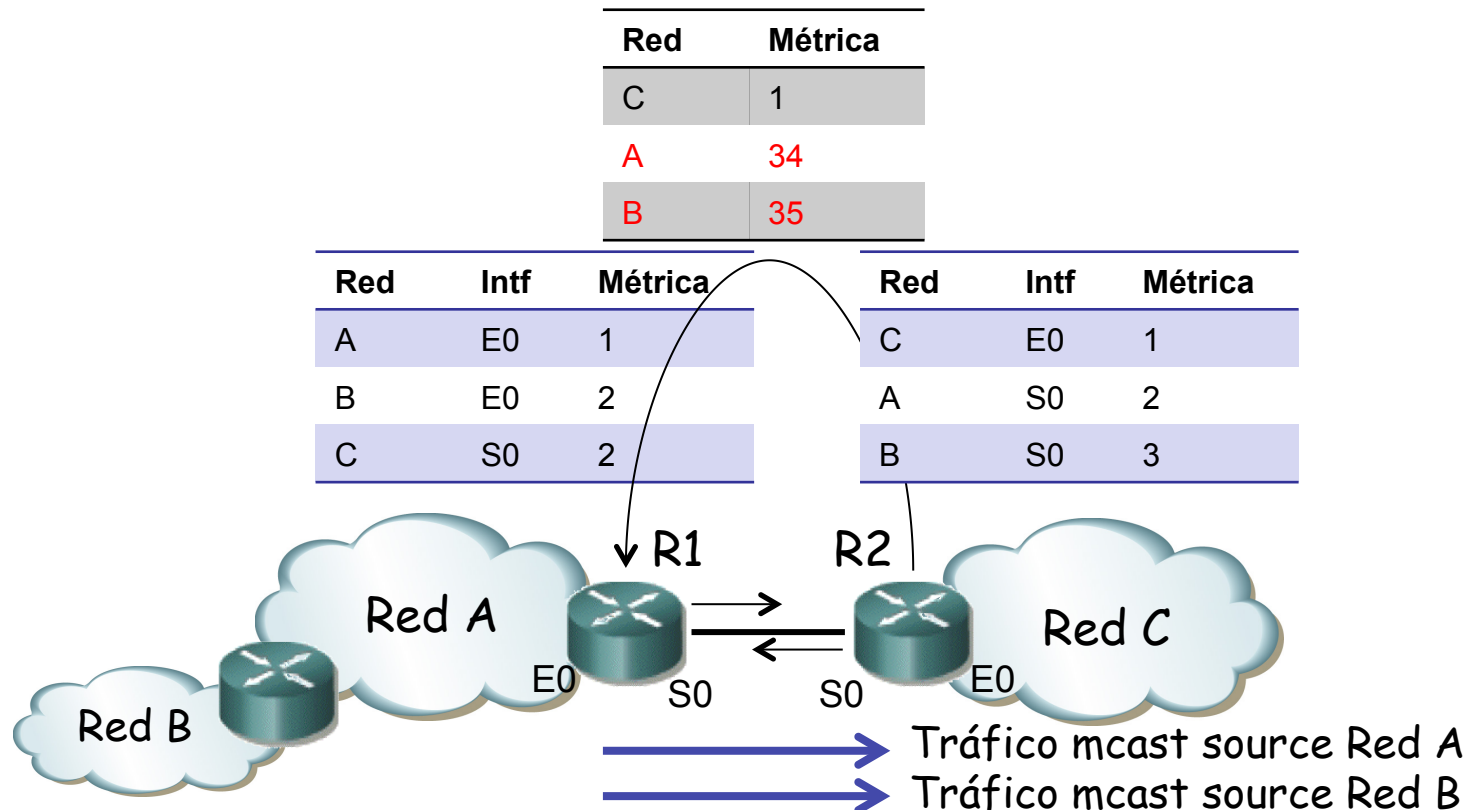 Red Métrica
C 1
A 34
B 35
Red Intf Métrica
A E0 1
B E0 2
C S0 2
Red Intf Métrica
C E0 1
A S0 2
B S0 3
R1 R2
Red A
Red C
E0 S0 S0 E0
Red B
Tráfico mcast source Red A
Tráfico mcast source Red B